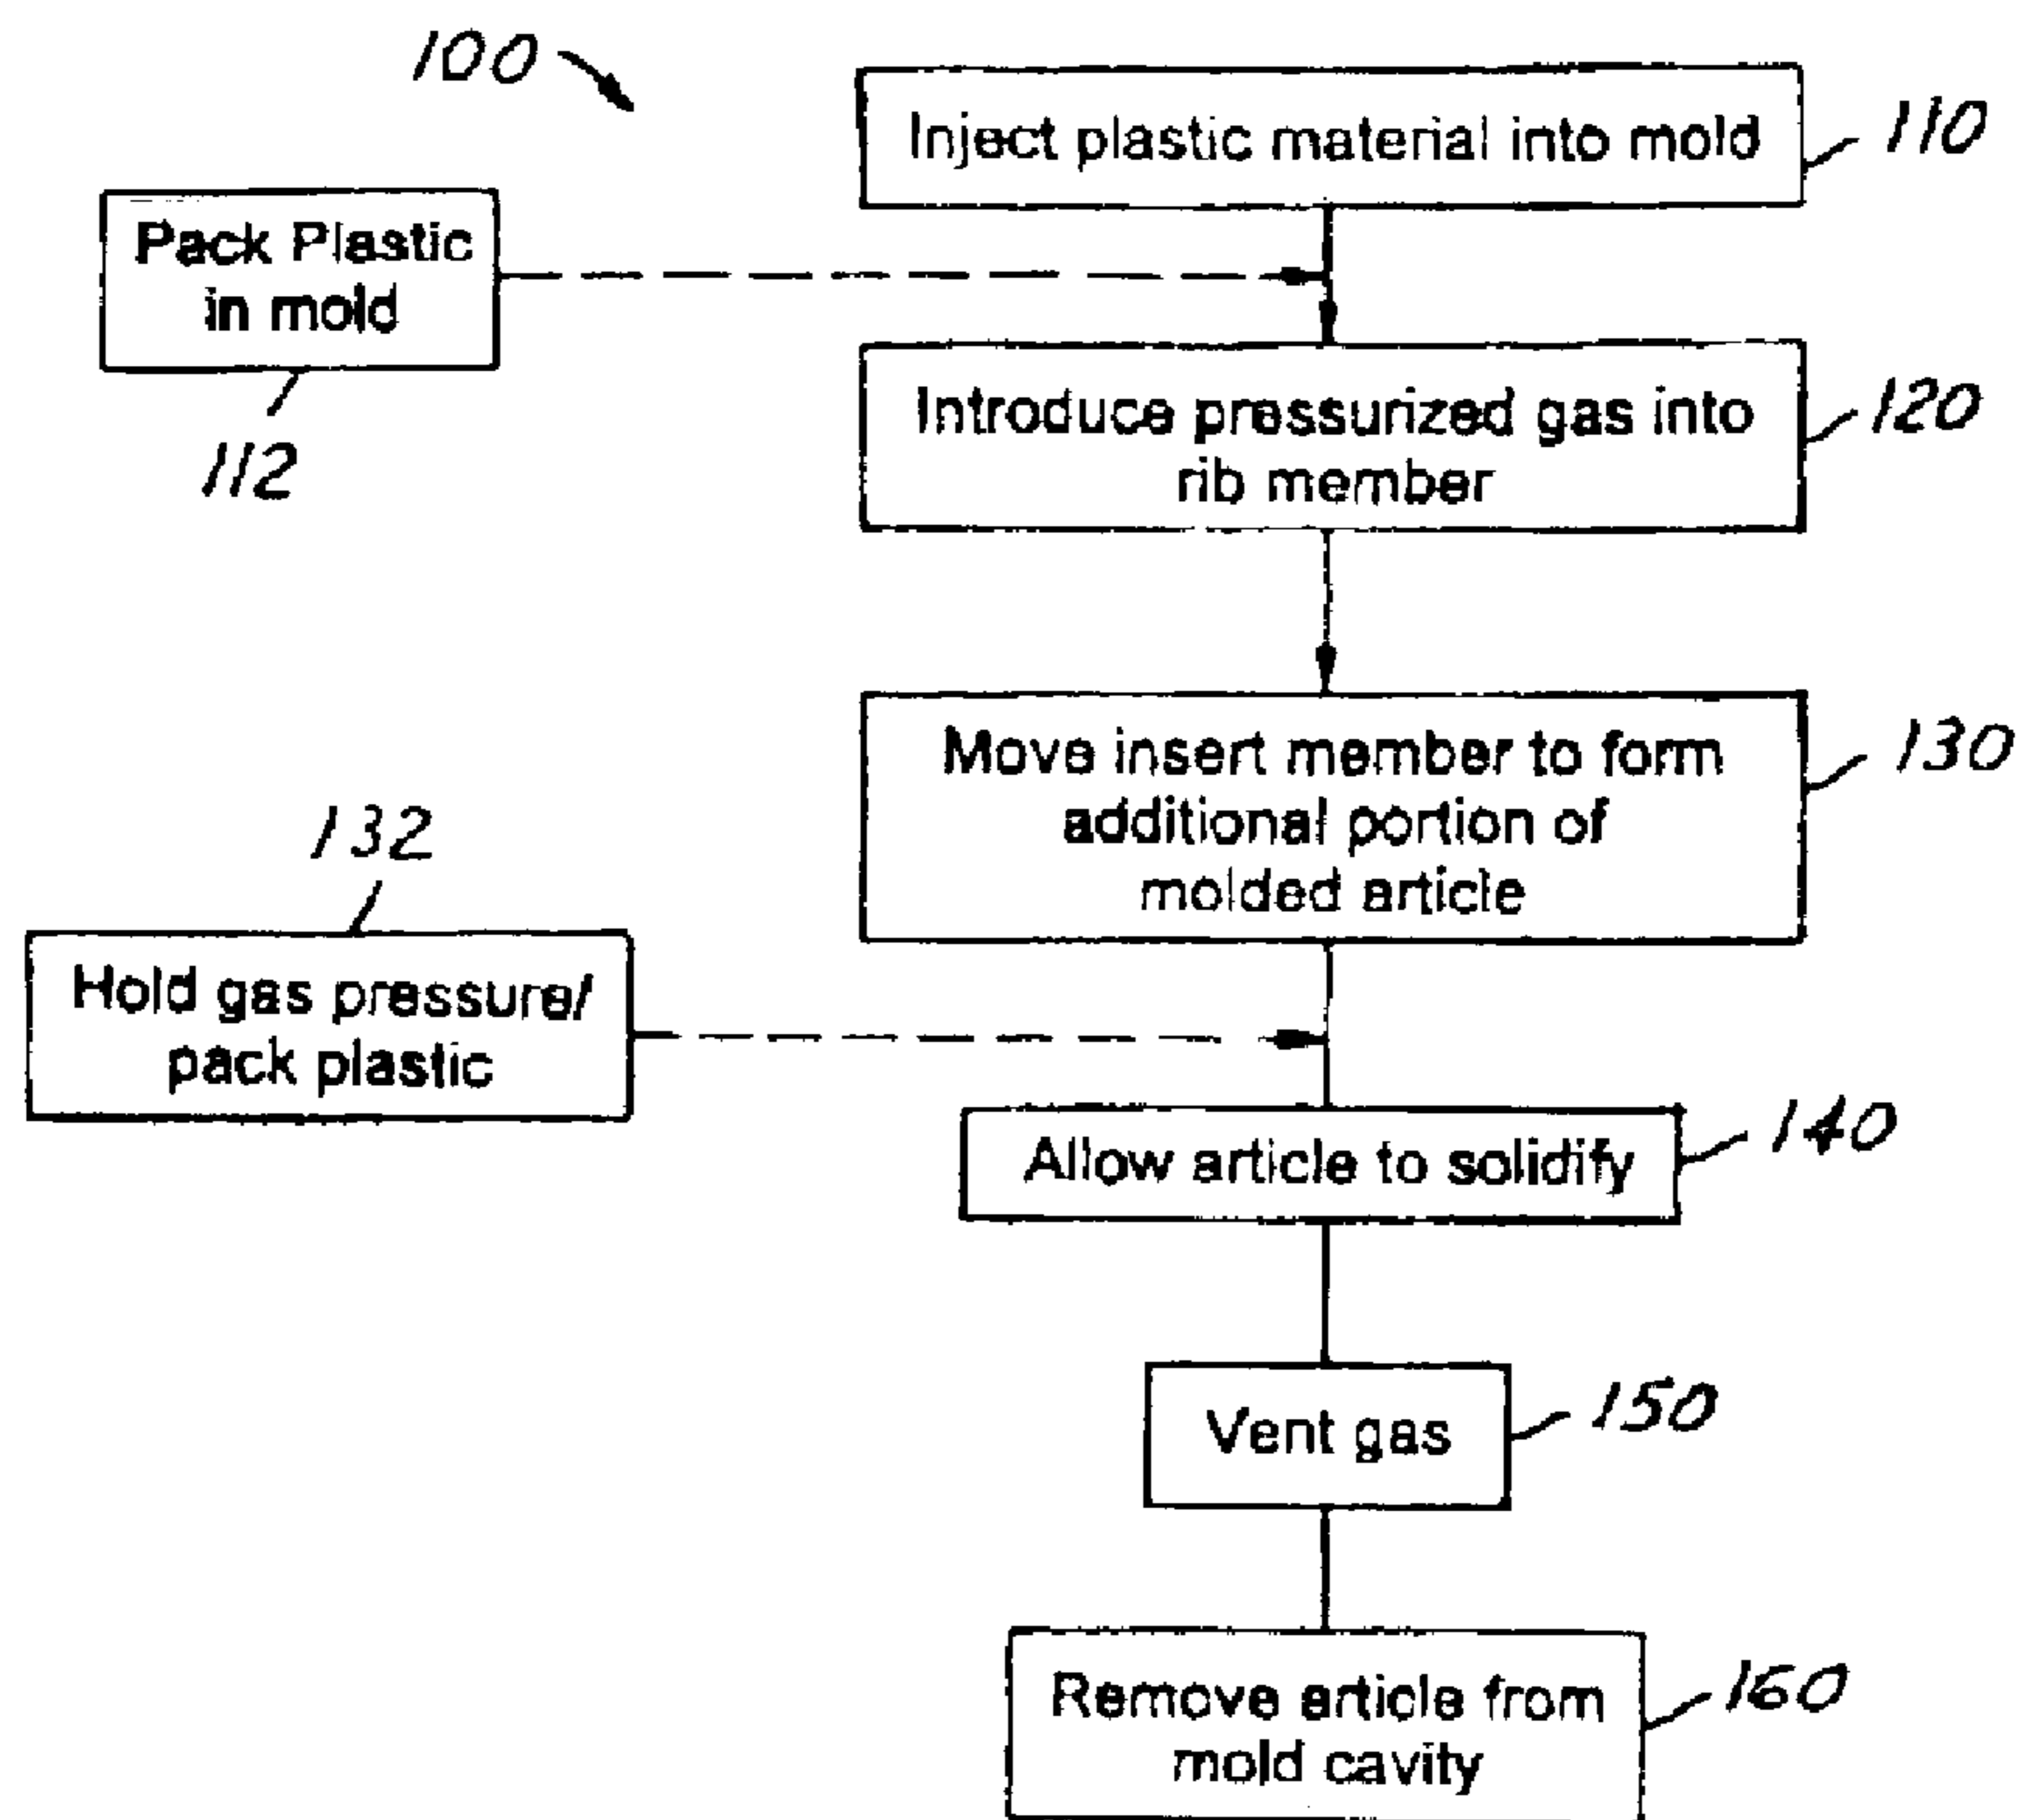 100
Inject plastic material into mold
110
Pack Plastic
in mold
112
Introduce pressurized gas into
rib member
120
Move insert member to form
additional portion of
molded article
130
132
Hold gas pressure/
pack plastic
Allow article to solidify
140
Vent gas
150
Remove article from
mold cavity
160